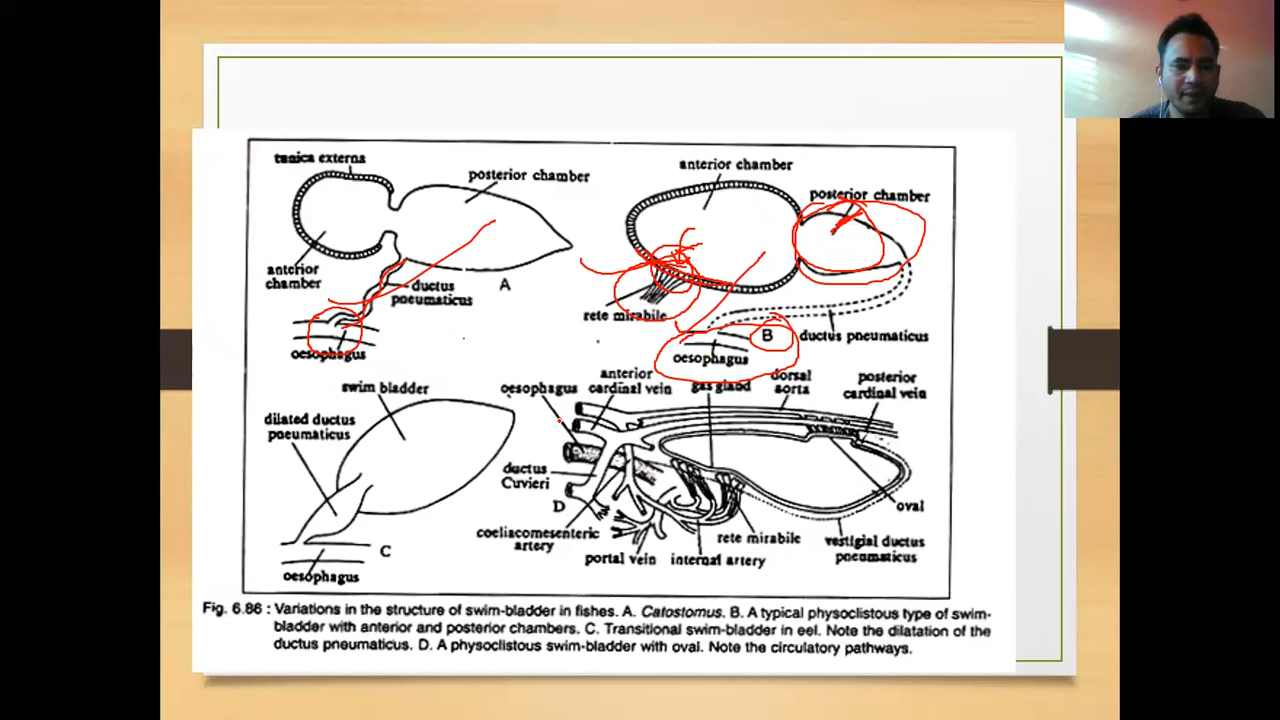 tunica externa
posterior chamber
anterior
chamber
ductus
pneumaticus
A
oesophagus
anterior chamber
posterior chamber
rete mirabile
B
ductus pneumaticus
oesophagus
swim bladder
dilated ductus
pneumaticus
C
oesophagus
oesophagus
anterior
cardinal vein
gas gland
dorsal
aorta
posterior
cardinal vein
ductus
Cuvieri
D
coeliacomesenteric
artery
portal vein
internal artery
rete mirabile
oval
vestigial ductus
pneumaticus
Fig. 6.86 : Variations in the structure of swim-bladder in fishes. A. Catostomus. B. A typical physoclistous type of swim-
bladder with anterior and posterior chambers. C. Transitional swim-bladder in eel. Note the dilatation of the
ductus pneumaticus. D. A physoclistous swim-bladder with oval. Note the circulatory pathways.